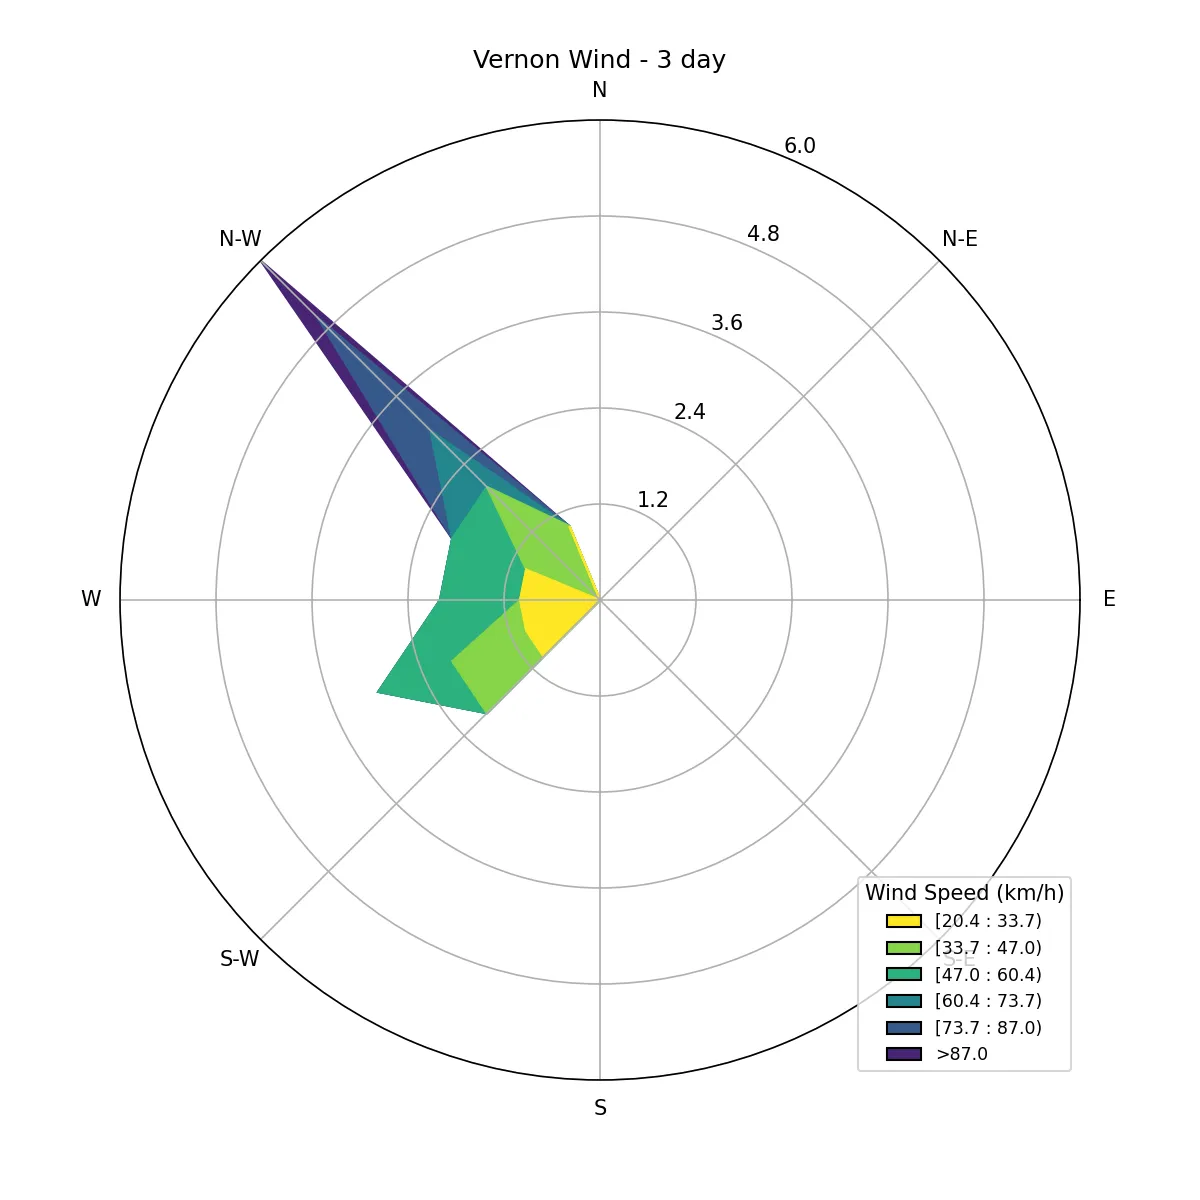 Vernon Wind - 3 day
N
6.0
N-W
N-E
4.8
3.6
2.4
1.2
W
E
S-W
S-E
Wind Speed (km/h)
[20.4 : 33.7)
[33.7 : 47.0)
[47.0 : 60.4)
[60.4 : 73.7)
[73.7 : 87.0)
>87.0
S